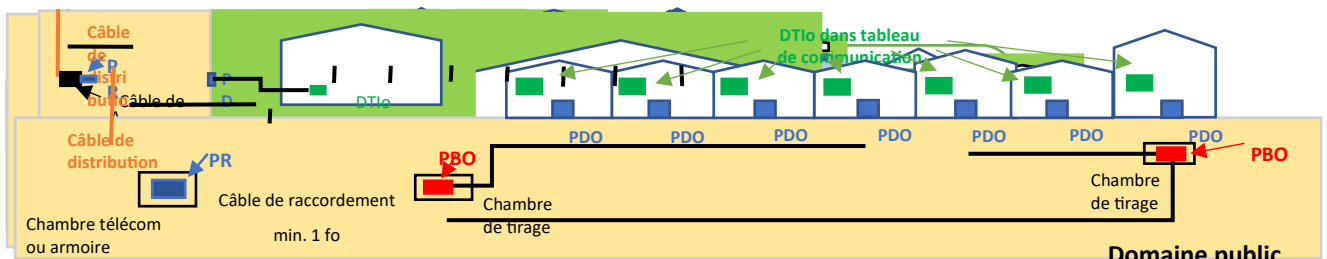 Câble
de
distri
butio
Câble de
P
P
D
DTIo
DTIo dans tableau
de communication
Câble de
distribution
PR
PBO
PDO
PDO
PDO
PDO
PDO
PDO
PDO
PBO
Câble de raccordement
min. 1 fo
Chambre
de tirage
Chambre
de tirage
Chambre télécom
ou armoire
Domaine public